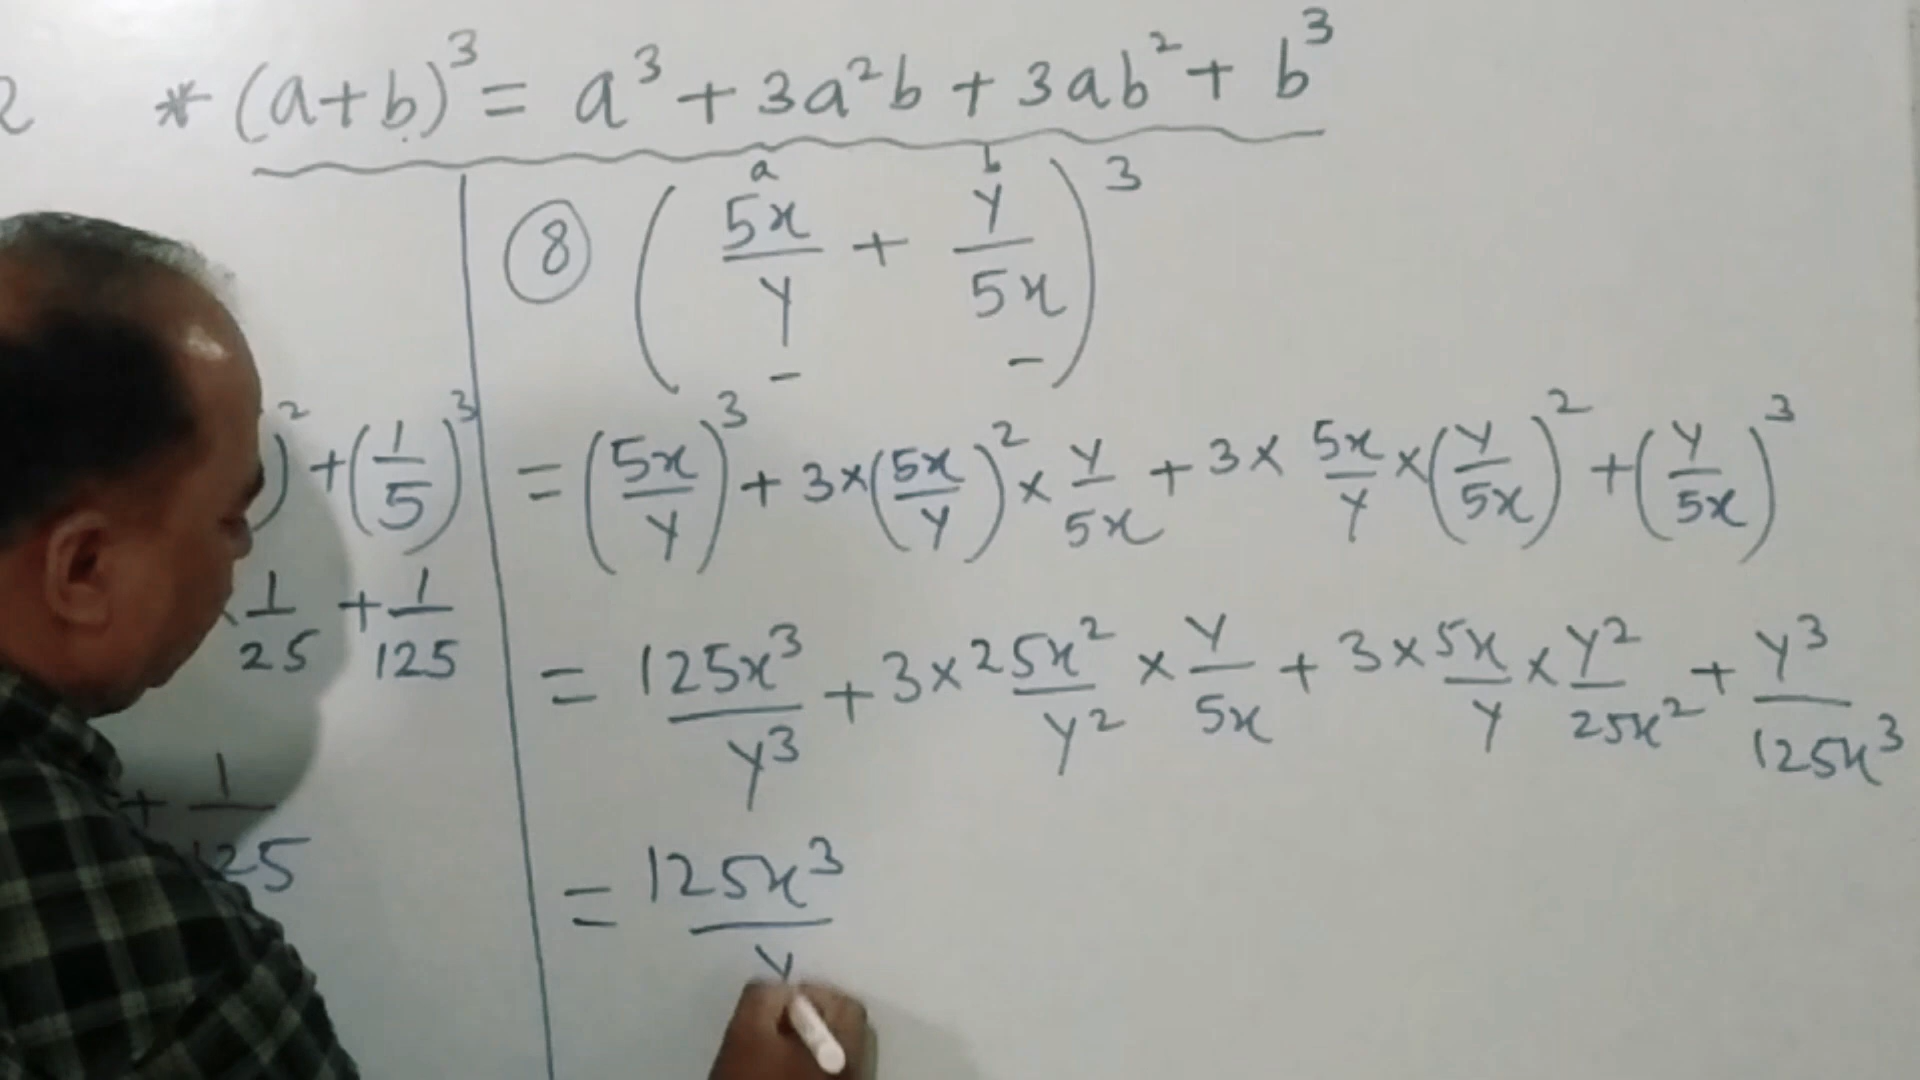 2 * (a+b)³ = a³ + 3a²b + 3ab² + b³
a b
⑧ (5x/y + y/5x)³
)² + (1/5)³
= (5x/y)³ + 3×(5x/y)² × y/5x + 3× 5x/y × (y/5x)² + (y/5x)³
× 1/25 + 1/125
= 125x³/y³ + 3×25x²/y² × y/5x + 3×5x/y × y²/25x² + y³/125x³
+ 1/125
= 125x³/y